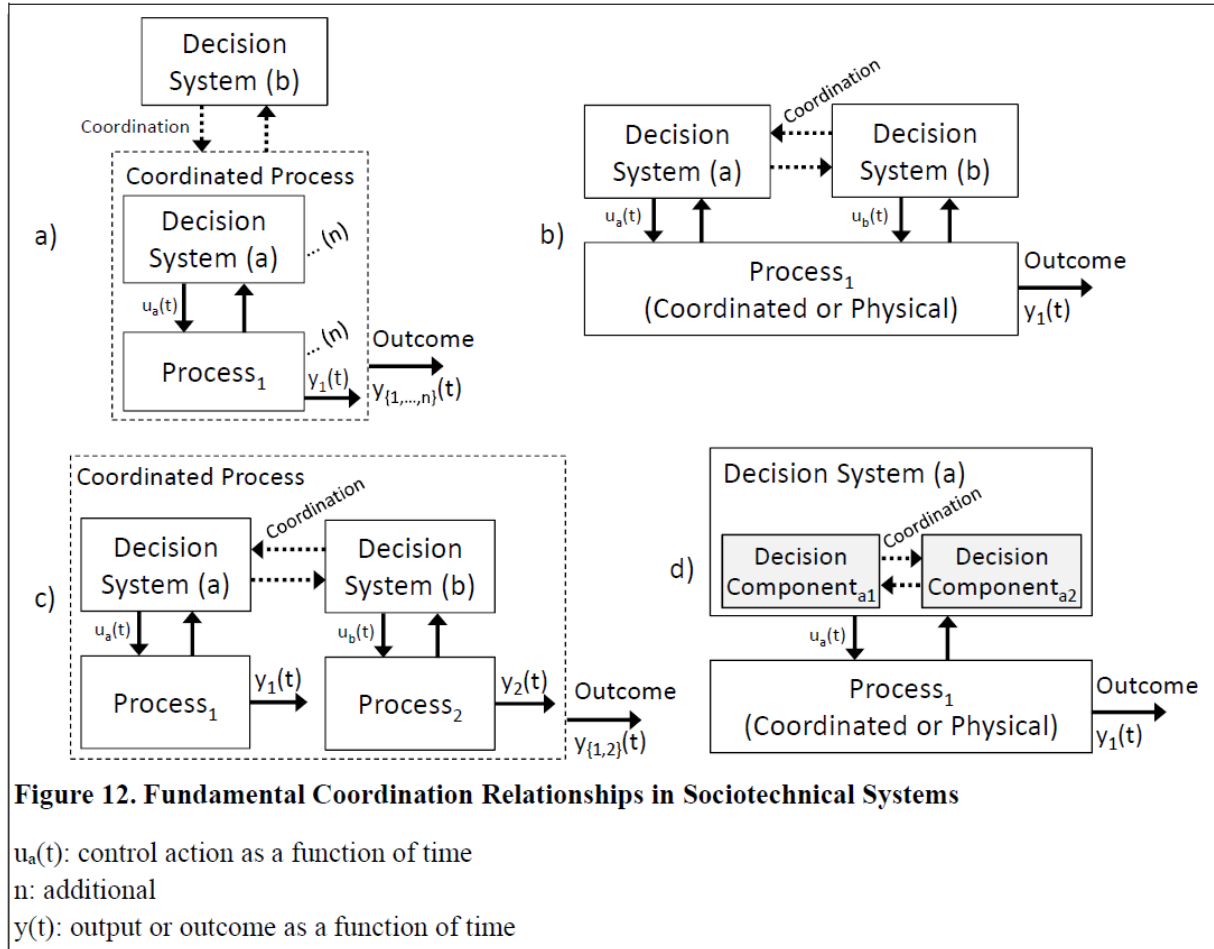 Decision
System (b)
Coordination
Coordinated Process
Decision
System (a)
... (n)
a)
uₐ(t)
Process₁
... (n)
y₁(t)
Outcome
y{1,...,n}(t)
Coordination
Decision
System (a)
Decision
System (b)
b)
uₐ(t)
u_b(t)
Process₁
(Coordinated or Physical)
Outcome
y₁(t)
Coordinated Process
Coordination
Decision
System (a)
Decision
System (b)
c)
uₐ(t)
u_b(t)
Process₁
y₁(t)
Process₂
y₂(t)
Outcome
y{1,2}(t)
Decision System (a)
Coordination
d)
Decision
Componentₐ₁
Decision
Componentₐ₂
uₐ(t)
Process₁
(Coordinated or Physical)
Outcome
y₁(t)
Figure 12. Fundamental Coordination Relationships in Sociotechnical Systems
uₐ(t): control action as a function of time
n: additional
y(t): output or outcome as a function of time